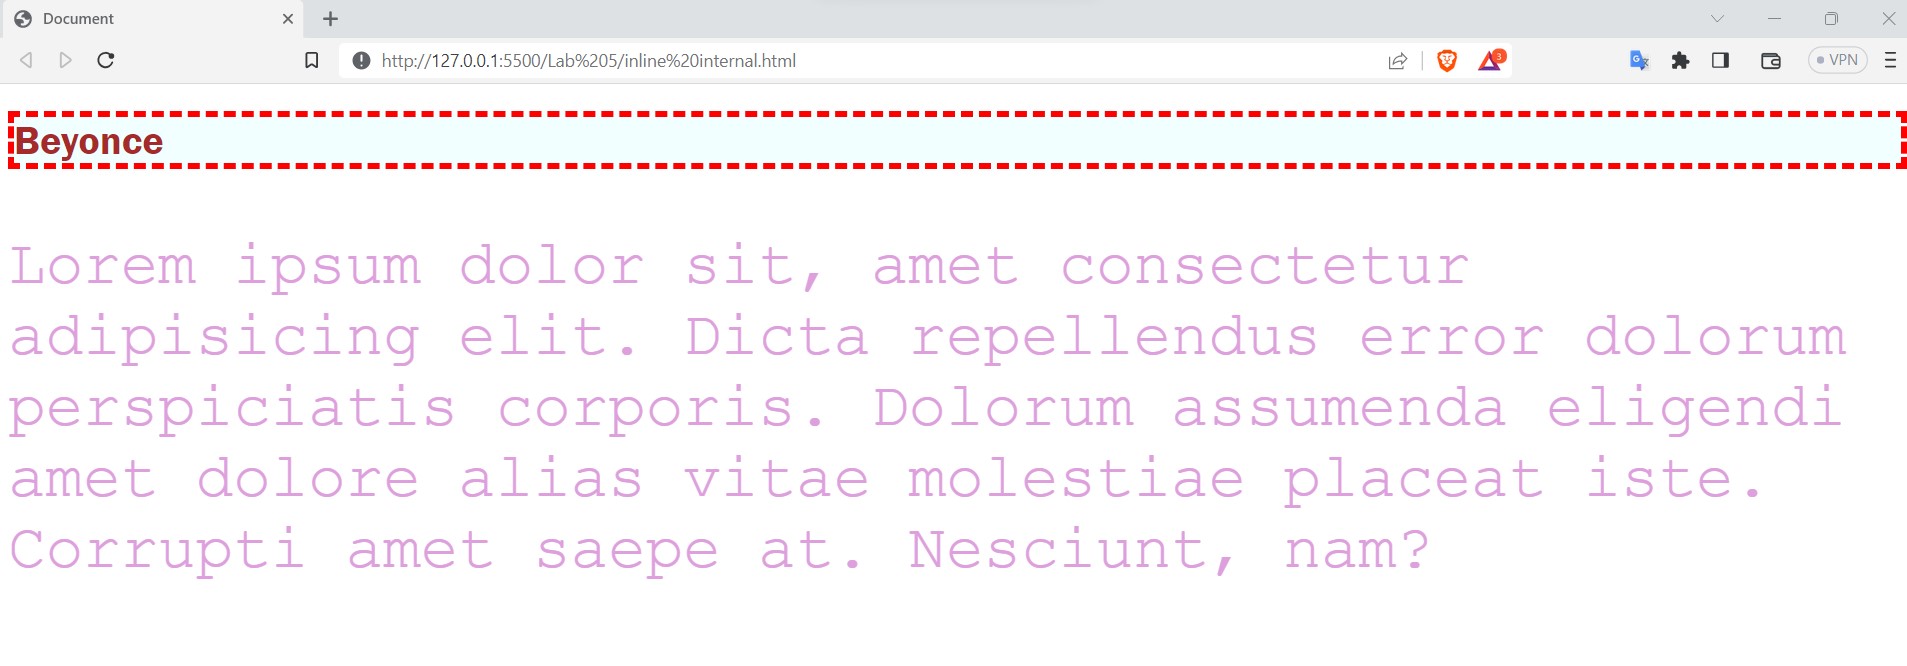 Document
http://127.0.0.1:5500/Lab%205/inline%20internal.html
3
VPN
Beyonce
Lorem ipsum dolor sit, amet consectetur
adipisicing elit. Dicta repellendus error dolorum
perspiciatis corporis. Dolorum assumenda eligendi
amet dolore alias vitae molestiae placeat iste.
Corrupti amet saepe at. Nesciunt, nam?